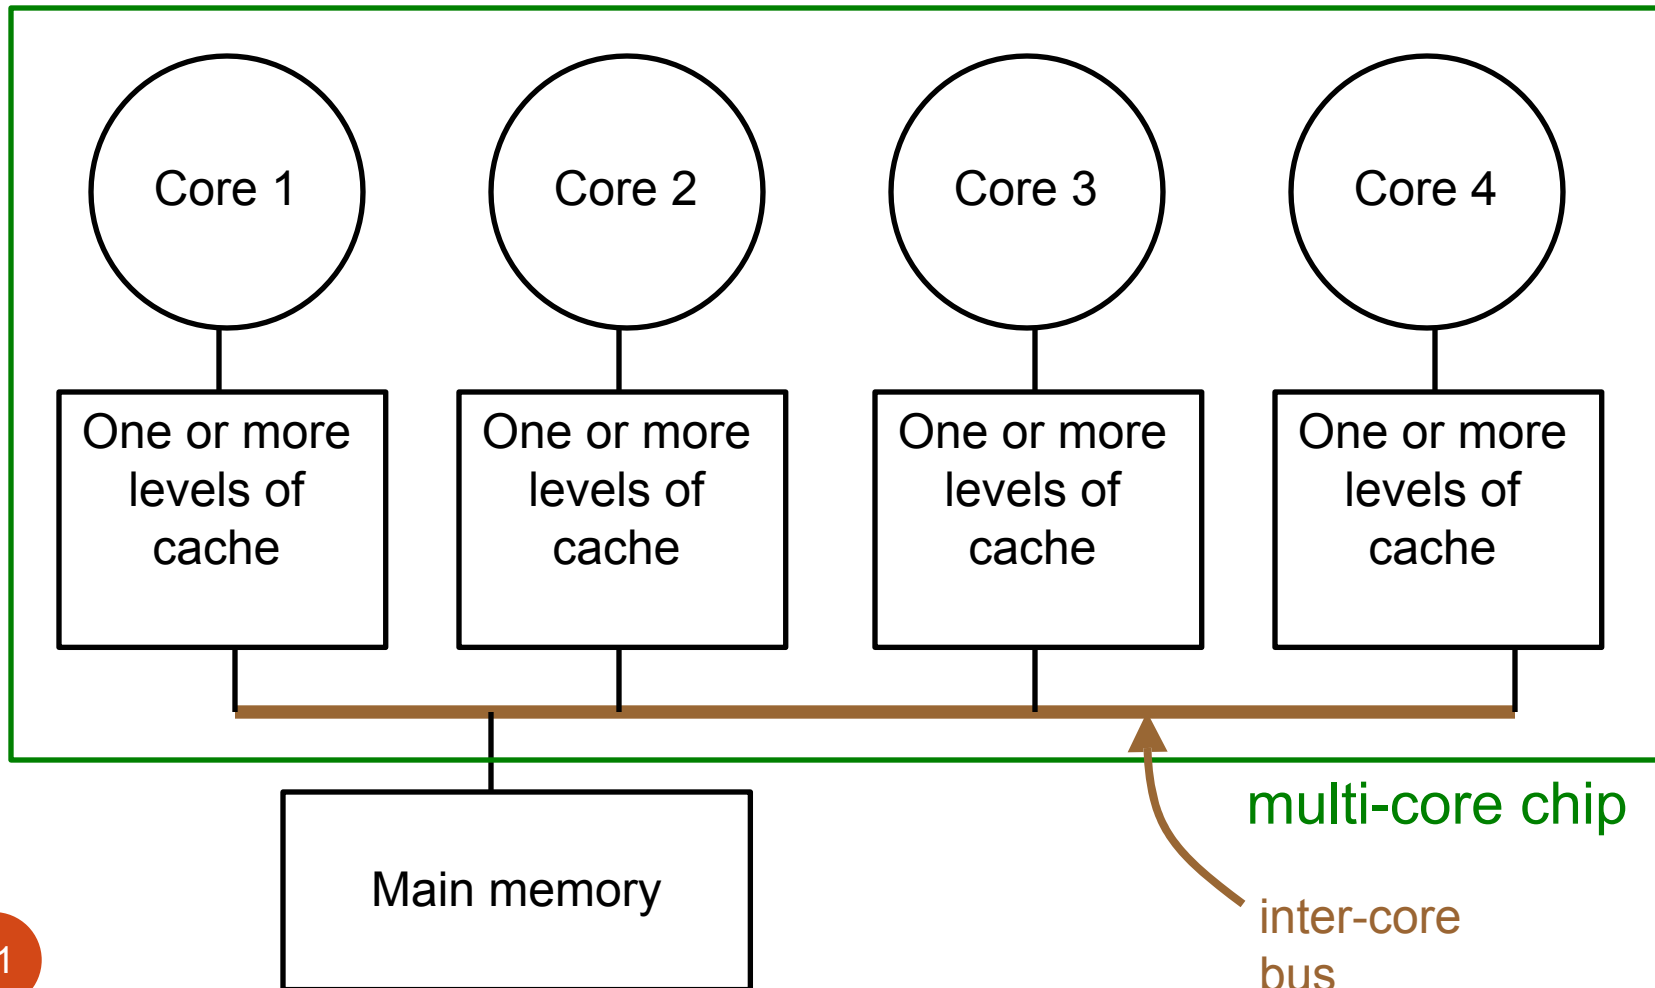 Core 1
Core 2
Core 3
Core 4
One or more
levels of
cache
One or more
levels of
cache
One or more
levels of
cache
One or more
levels of
cache
multi-core chip
Main memory
inter-core
bus
1